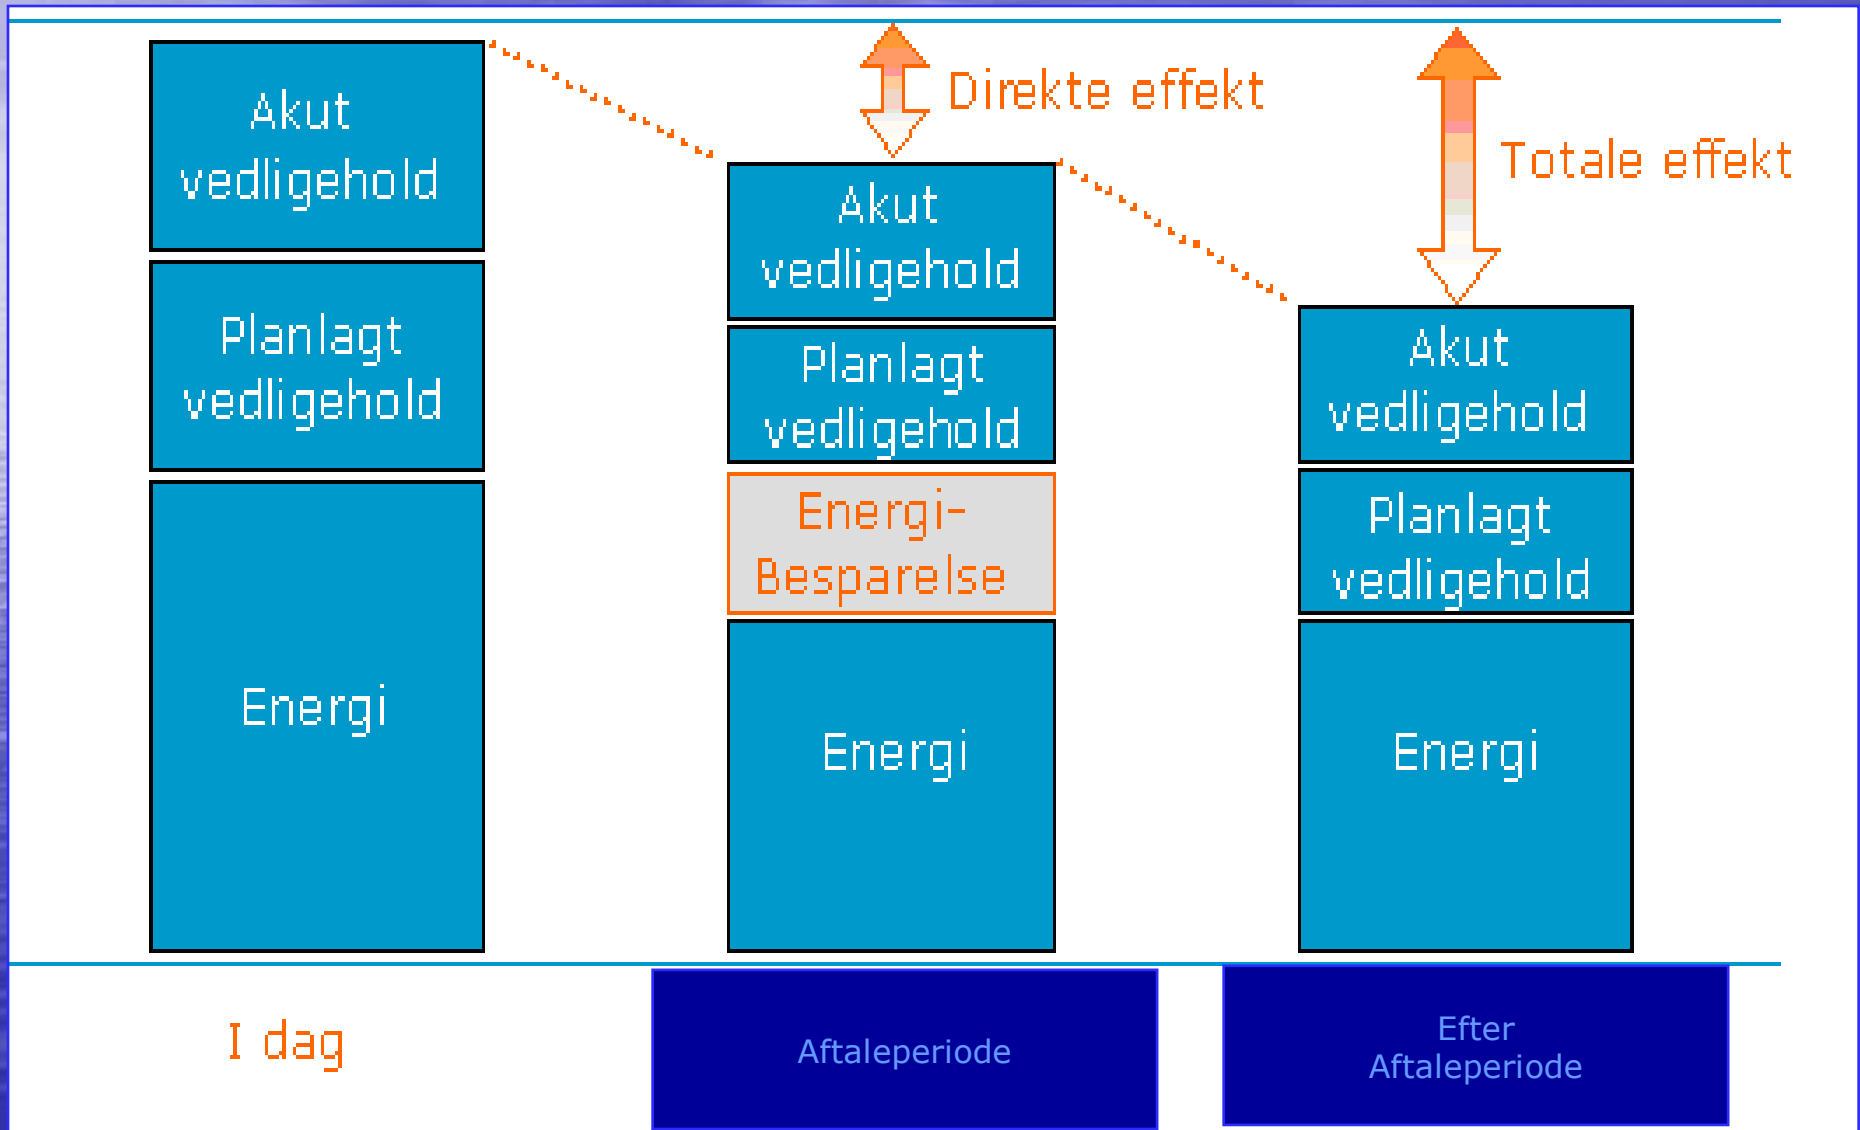 Akut
vedligehold
Planlagt
vedligehold
Energi
I dag
Direkte effekt
Akut
vedligehold
Planlagt
vedligehold
Energi-
Besparelse
Energi
Aftaleperiode
Totale effekt
Akut
vedligehold
Planlagt
vedligehold
Energi
Efter
Aftaleperiode